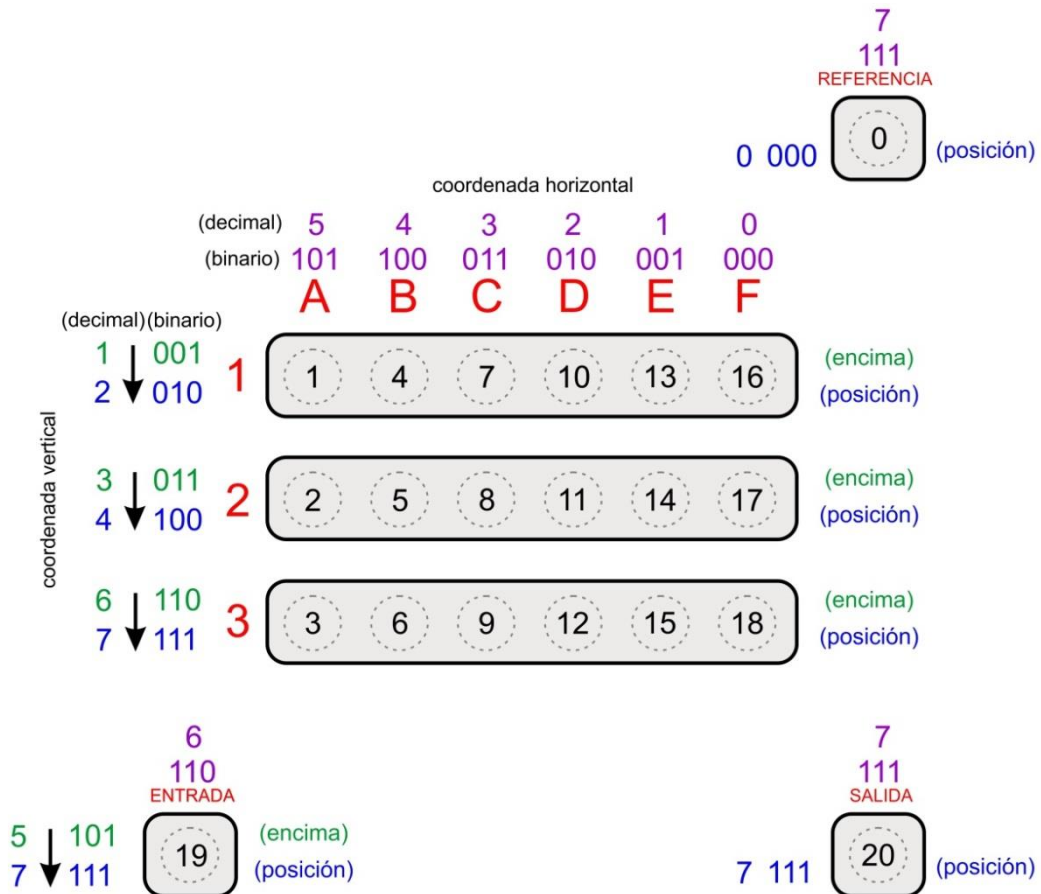 7
111
REFERENCIA
0 000 0 (posición)
coordenada horizontal
(decimal) 5 4 3 2 1 0
(binario) 101 100 011 010 001 000
A B C D E F
(decimal) (binario)
coordenada vertical
1 001 (encima)
1 1 4 7 10 13 16
2 010 (posición)
3 011 (encima)
2 2 5 8 11 14 17
4 100 (posición)
6 110 (encima)
3 3 6 9 12 15 18
7 111 (posición)
6
110
ENTRADA
5 101 (encima)
19
7 111 (posición)
7
111
SALIDA
20
7 111 (posición)